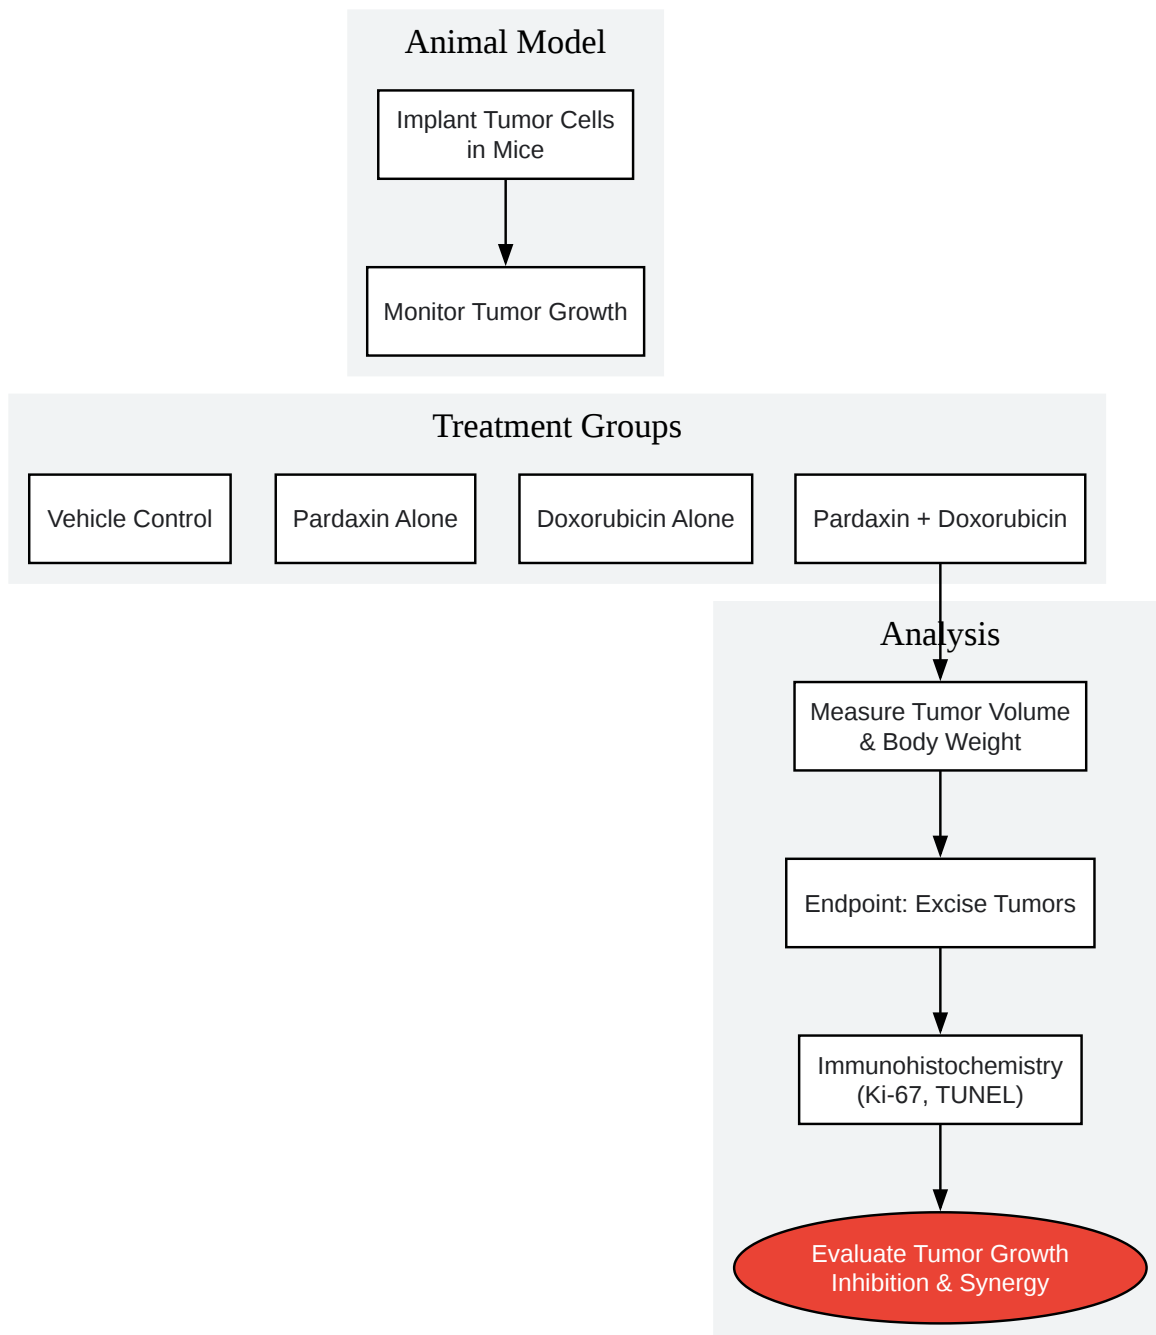 Animal Model
Implant Tumor Cells
in Mice
Monitor Tumor Growth
Treatment Groups
Vehicle Control
Pardaxin Alone
Doxorubicin Alone
Pardaxin + Doxorubicin
Analysis
Measure Tumor Volume
& Body Weight
Endpoint: Excise Tumors
Immunohistochemistry
(Ki-67, TUNEL)
Evaluate Tumor Growth
Inhibition & Synergy